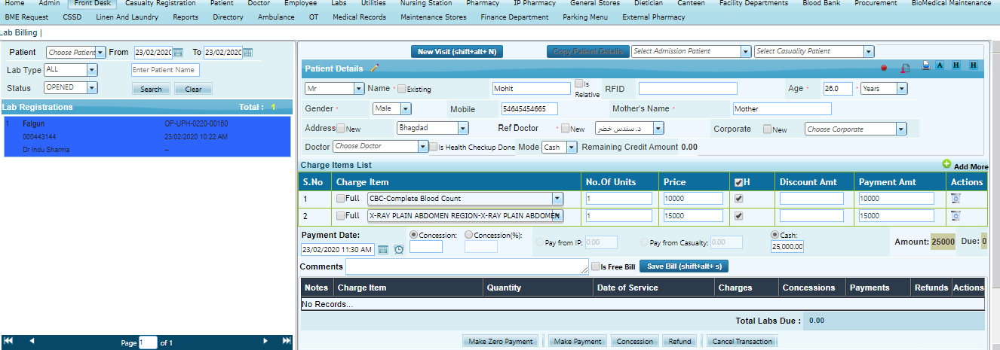 Home Admin Front Desk Casualty Registration Patient Doctor Employee Labs Utilities Nursing Station Pharmacy IP Pharmacy General Stores Dietician Canteen Facility Departments Blood Bank Procurement BioMedical Maintenance
BME Request CSSD Linen And Laundry Reports Directory Ambulance OT Medical Records Maintenance Stores Finance Department Parking Menu External Pharmacy
Lab Billing |
Patient Choose Patient From 23/02/2020 To 23/02/2020
Lab Type ALL Enter Patient Name
Status OPENED Search Clear
Lab Registrations Total : 1
1 Falgun OP-UPH-0220-00150
000443144 23/02/2020 10:22 AM
Dr Indu Sharma --
Page 1 of 1
New Visit (shift+alt+ N) Copy Patient Details Select Admission Patient Select Casuality Patient
Patient Details A H H
Mr Name * Existing Mohit Is Relative RFID Age * 26.0 * Years
Gender * Male Mobile 54645454665 Mother's Name * Mother
Address New Bhagdad Ref Doctor * New د. سندس خضر Corporate New Choose Corporate
Doctor Choose Doctor Is Health Checkup Done Mode Cash Remaining Credit Amount 0.00
Charge Items List Add More
S.No Charge Item No.Of Units Price H Discount Amt Payment Amt Actions
1 Full CBC-Complete Blood Count 1 10000 10000
2 Full X-RAY PLAIN ABDOMEN REGION-X-RAY PLAIN ABDOMEN 1 15000 15000
Payment Date: Concession: Concession(%): Cash:
23/02/2020 11:30 AM Pay from IP: 0.00 Pay from Casualty: 0.00 25,000.00 Amount: 25000 Due: 0
Comments Is Free Bill Save Bill (shift+alt+ s)
Notes Charge Item Quantity Date of Service Charges Concessions Payments Refunds Actions
No Records...
Total Labs Due : 0.00
Make Zero Payment Make Payment Concession Refund Cancel Transaction